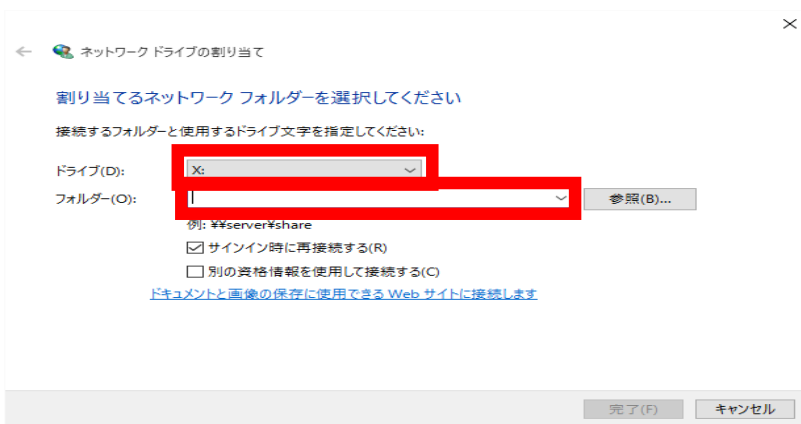 ネットワーク ドライブの割り当て
割り当てるネットワーク フォルダーを選択してください
接続するフォルダーと使用するドライブ文字を指定してください:
ドライブ(D): X:
フォルダー(O): 参照(B)...
例: ¥¥server¥share
サインイン時に再接続する(R)
別の資格情報を使用して接続する(C)
ドキュメントと画像の保存に使用できる Web サイトに接続します
完了(F) キャンセル